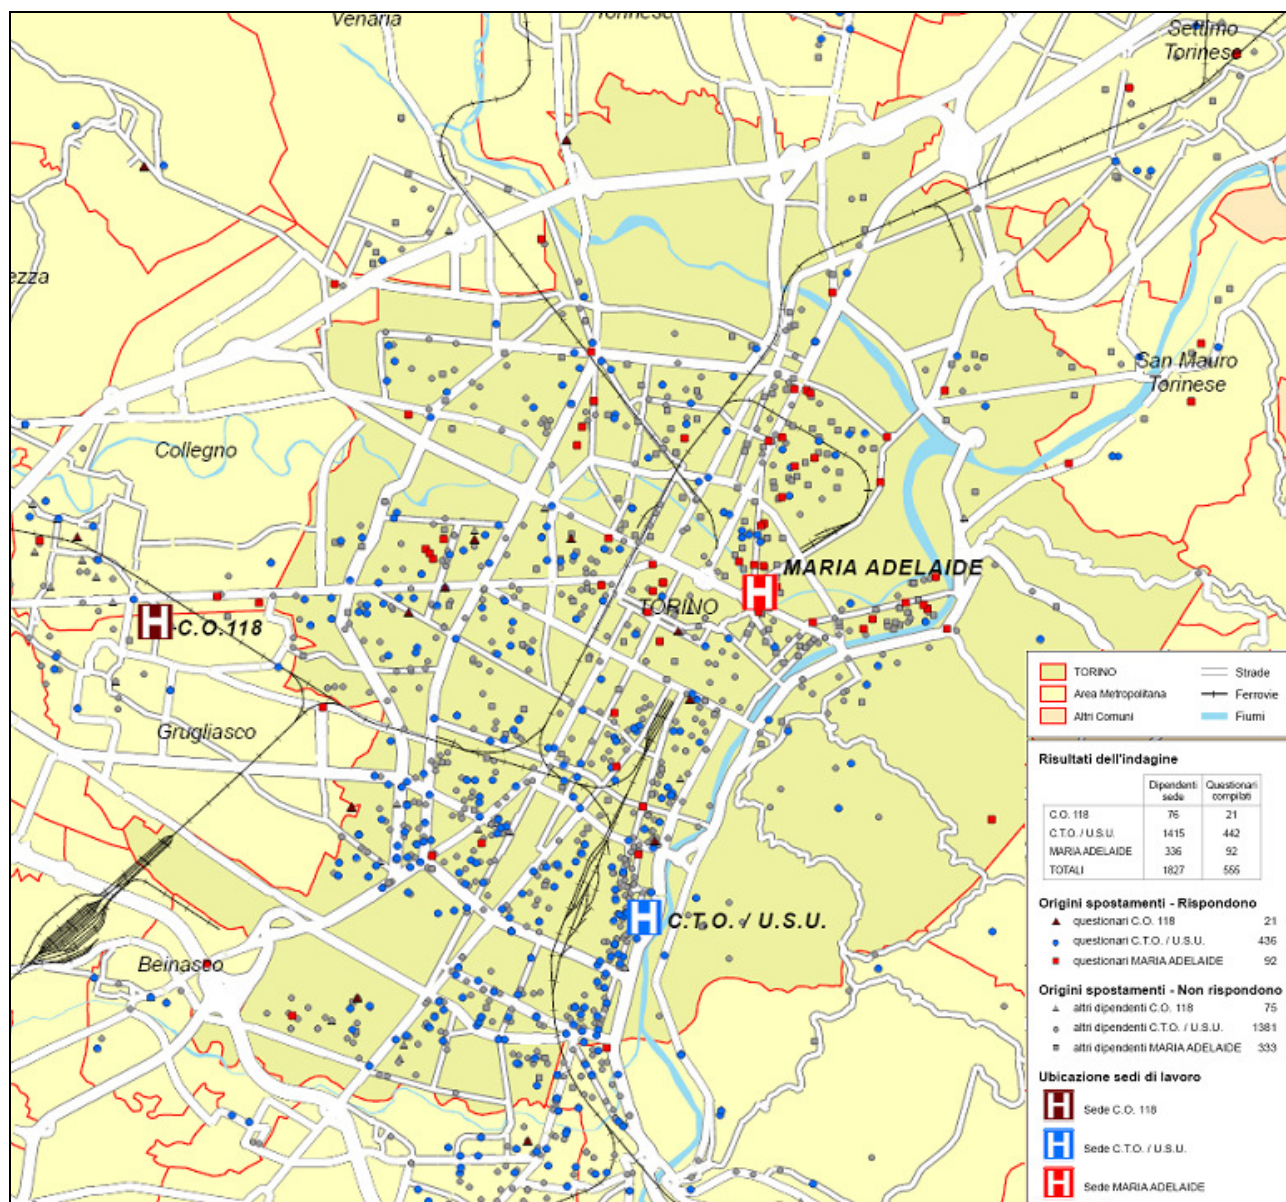 Venaria
Torinese
Settimo
Torinese
ezza
San Mauro
Torinese
Collegno
MARIA ADELAIDE
TORINO
C.O.118
Grugliasco
C.T.O. / U.S.U.
Beinasco
TORINO
Area Metropolitana
Altri Comuni
Strade
Ferrovie
Fiumi
Risultati dell'indagine
Dipendenti sede Questionari compilati
C.O. 118 76 21
C.T.O. / U.S.U. 1415 442
MARIA ADELAIDE 336 92
TOTALI 1827 555
Origini spostamenti - Rispondono
questionari C.O. 118 21
questionari C.T.O. / U.S.U. 436
questionari MARIA ADELAIDE 92
Origini spostamenti - Non rispondono
altri dipendenti C.O. 118 75
altri dipendenti C.T.O. / U.S.U. 1381
altri dipendenti MARIA ADELAIDE 333
Ubicazione sedi di lavoro
H Sede C.O. 118
H Sede C.T.O. / U.S.U.
H Sede MARIA ADELAIDE